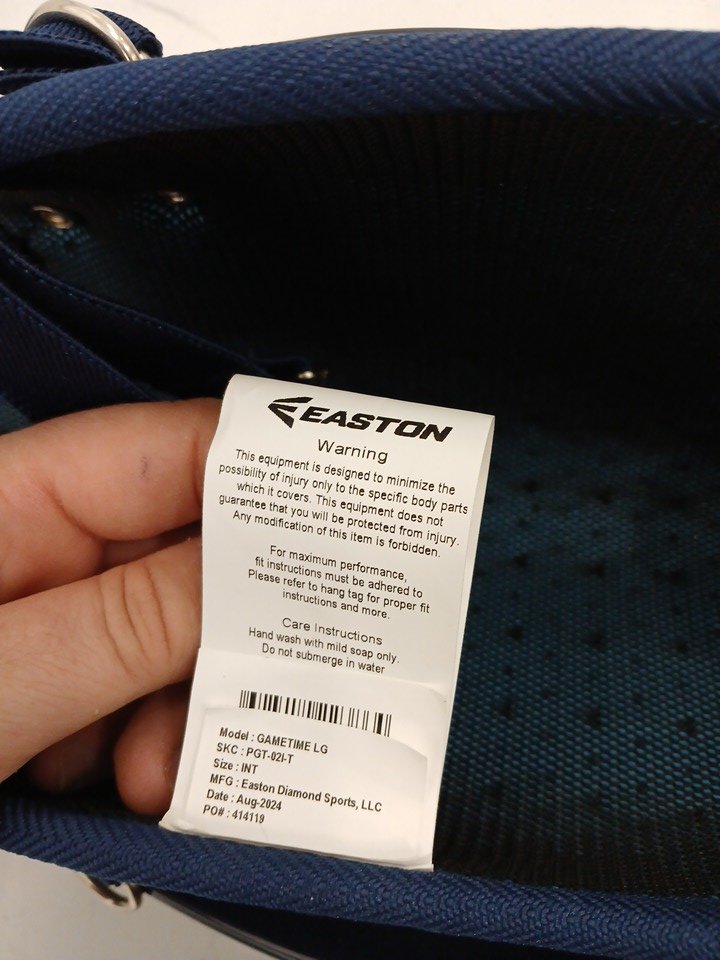 EASTON
Warning
This equipment is designed to minimize the
possibility of injury only to the specific body parts
which it covers. This equipment does not
guarantee that you will be protected from injury.
Any modification of this item is forbidden.
For maximum performance,
fit instructions must be adhered to
Please refer to hang tag for proper fit
instructions and more.
Care Instructions
Hand wash with mild soap only.
Do not submerge in water
Model : GAMETIME LG
SKC : PGT-02I-T
Size : INT
MFG : Easton Diamond Sports, LLC
Date : Aug-2024
PO# : 414119